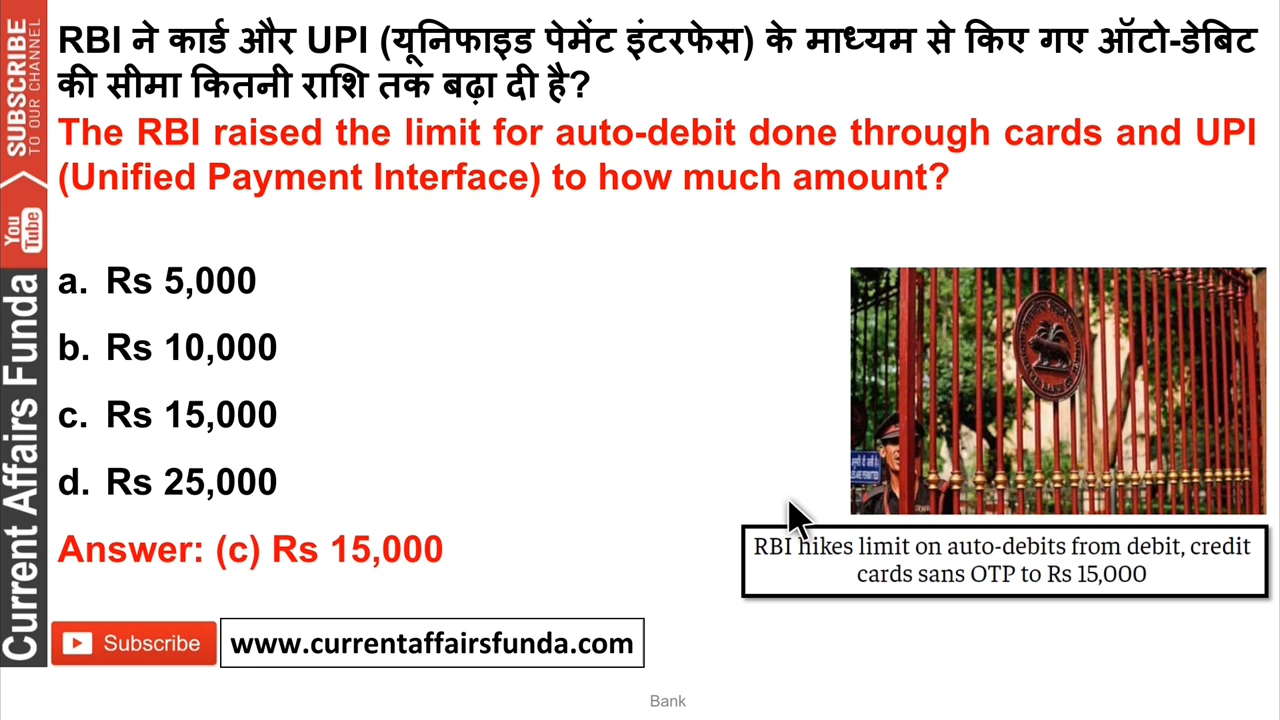 RBI ने कार्ड और UPI (यूनिफाइड पेमेंट इंटरफेस) के माध्यम से किए गए ऑटो-डेबिट
की सीमा कितनी राशि तक बढ़ा दी है?
The RBI raised the limit for auto-debit done through cards and UPI
(Unified Payment Interface) to how much amount?
a. Rs 5,000
b. Rs 10,000
c. Rs 15,000
d. Rs 25,000
Answer: (c) Rs 15,000
RBI hikes limit on auto-debits from debit, credit
cards sans OTP to Rs 15,000
Subscribe
www.currentaffairsfunda.com
Bank
SUBSCRIBE
TO OUR CHANNEL
You
Tube
Current Affairs Funda